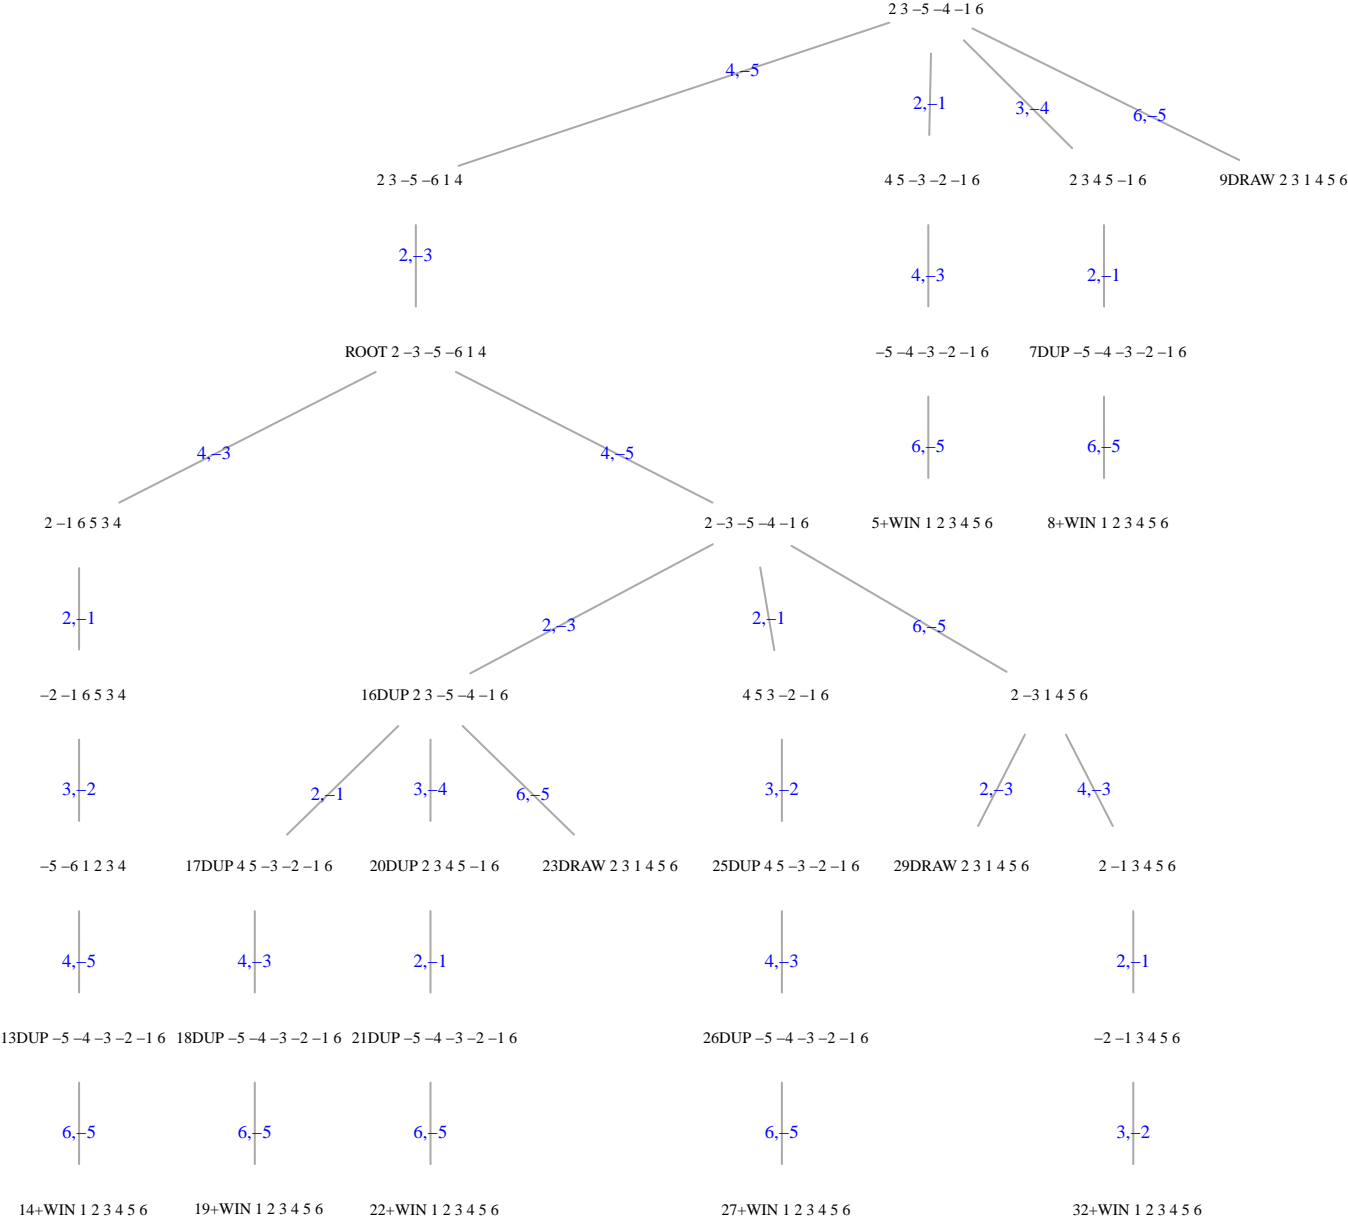 2 3 −5 −4 −1 6
4,−5
2,−1
3,−4
6,−5
2 3 −5 −6 1 4
4 5 −3 −2 −1 6
2 3 4 5 −1 6
9DRAW 2 3 1 4 5 6
2,−3
4,−3
2,−1
ROOT 2 −3 −5 −6 1 4
−5 −4 −3 −2 −1 6
7DUP −5 −4 −3 −2 −1 6
4,−3
4,−5
6,−5
6,−5
2 −1 6 5 3 4
2 −3 −5 −4 −1 6
5+WIN 1 2 3 4 5 6
8+WIN 1 2 3 4 5 6
2,−1
2,−3
2,−1
6,−5
−2 −1 6 5 3 4
16DUP 2 3 −5 −4 −1 6
4 5 3 −2 −1 6
2 −3 1 4 5 6
3,−2
2,−1
3,−4
6,−5
3,−2
2,−3
4,−3
−5 −6 1 2 3 4
17DUP 4 5 −3 −2 −1 6
20DUP 2 3 4 5 −1 6
23DRAW 2 3 1 4 5 6
25DUP 4 5 −3 −2 −1 6
29DRAW 2 3 1 4 5 6
2 −1 3 4 5 6
4,−5
4,−3
2,−1
4,−3
2,−1
13DUP −5 −4 −3 −2 −1 6
18DUP −5 −4 −3 −2 −1 6
21DUP −5 −4 −3 −2 −1 6
26DUP −5 −4 −3 −2 −1 6
−2 −1 3 4 5 6
6,−5
6,−5
6,−5
6,−5
3,−2
14+WIN 1 2 3 4 5 6
19+WIN 1 2 3 4 5 6
22+WIN 1 2 3 4 5 6
27+WIN 1 2 3 4 5 6
32+WIN 1 2 3 4 5 6